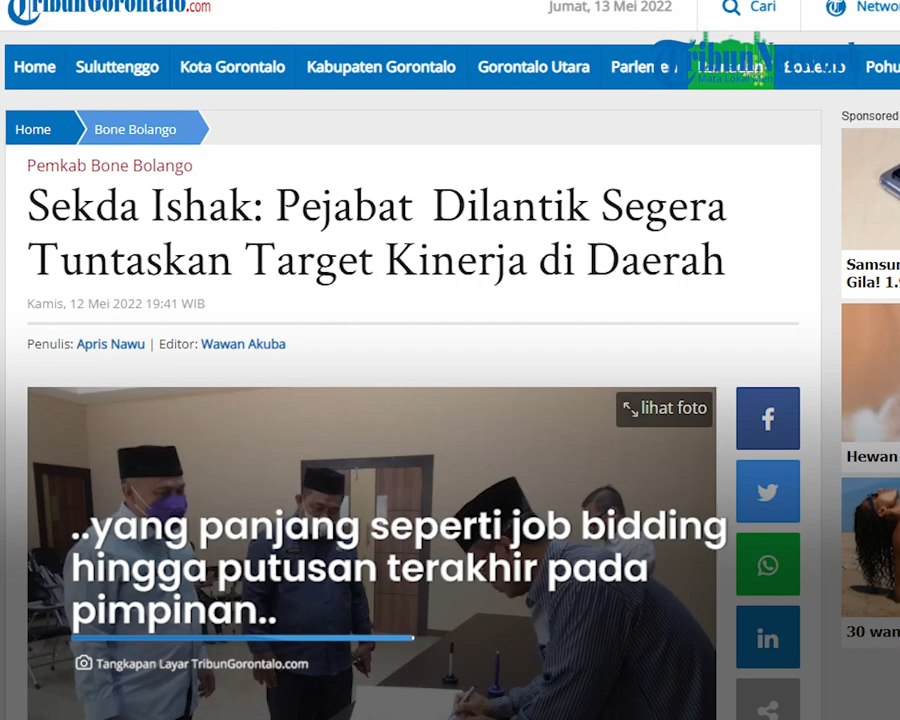 TribunGorontalo.com
Jumat, 13 Mei 2022
Cari
Home Suluttenggo Kota Gorontalo Kabupaten Gorontalo Gorontalo Utara
Home Bone Bolango
Sponsored
Pemkab Bone Bolango
Sekda Ishak: Pejabat Dilantik Segera
Tuntaskan Target Kinerja di Daerah
Kamis, 12 Mei 2022 19:41 WIB
Penulis: Apris Nawu | Editor: Wawan Akuba
lihat foto
..yang panjang seperti job bidding
hingga putusan terakhir pada
pimpinan..
Tangkapan Layar TribunGorontalo.com
Gila! 1.
Hewan
30 wan